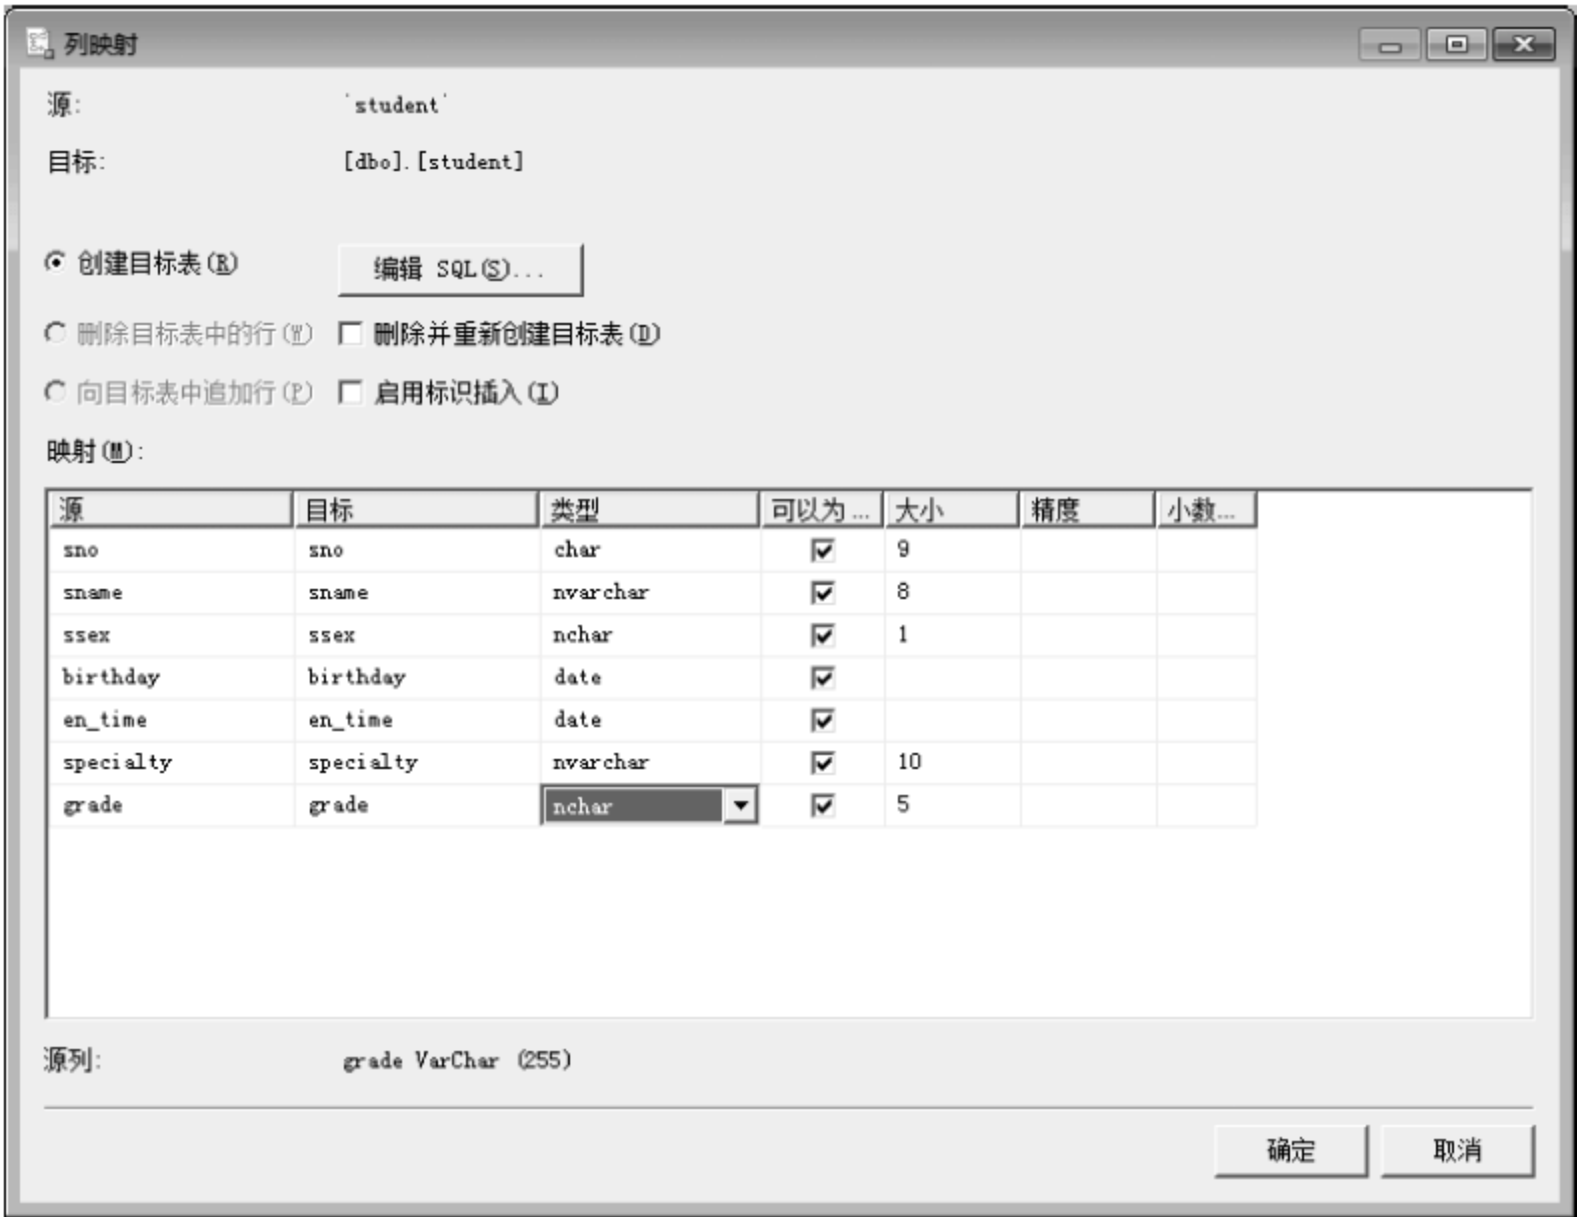 列映射
源: `student`
目标: [dbo].[student]
创建目标表(R) 编辑 SQL(S)...
删除目标表中的行(W) 删除并重新创建目标表(D)
向目标表中追加行(P) 启用标识插入(I)
映射(M):
源 目标 类型 可以为... 大小 精度 小数...
sno sno char 9
sname sname nvarchar 8
ssex ssex nchar 1
birthday birthday date
en_time en_time date
specialty specialty nvarchar 10
grade grade nchar 5
源列: grade VarChar (255)
确定 取消